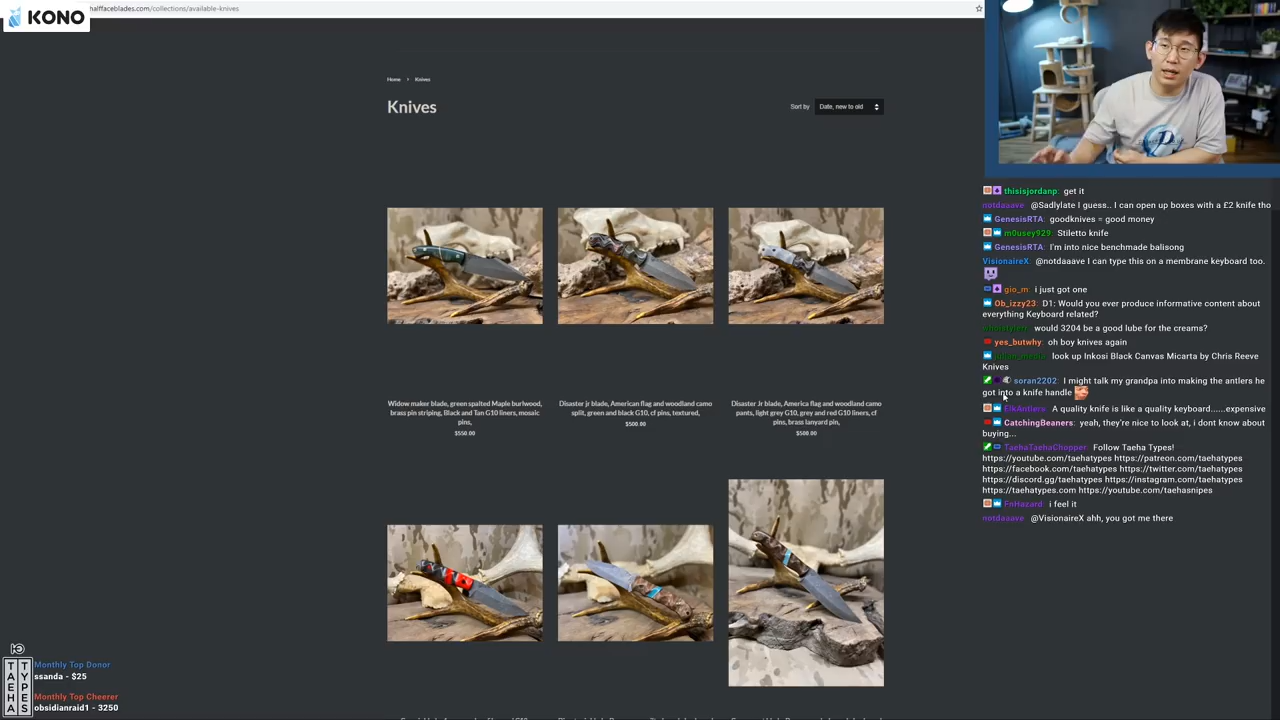 KONO
halffaceblades.com/collections/available-knives
Home > Knives
Knives
Sort by
Date, new to old
Widow maker blade, green spalted Maple burlwood,
brass pin striping, Black and Tan G10 liners, mosaic
pins,
$550.00
Disaster jr blade, American flag and woodland camo
split, green and black G10, cf pins, textured,
$500.00
Disaster Jr blade, America flag and woodland camo
pants, light grey G10, grey and red G10 liners, cf
pins, brass lanyard pin,
$500.00
thisisjordanp: get it
notdaaave @Sadlylate I guess.. I can open up boxes with a £2 knife tho
GenesisRTA: goodknives = good money
m0usey929: Stiletto knife
GenesisRTA: I'm into nice benchmade balisong
VisionaireX: @notdaaave I can type this on a membrane keyboard too.
gio_m: i just got one
Ob_izzy23: D1: Would you ever produce informative content about
everything Keyboard related?
would 3204 be a good lube for the creams?
yes_butwhy: oh boy knives again
look up Inkosi Black Canvas Micarta by Chris Reeve
Knives
soran2202: I might talk my grandpa into making the antlers he
got into a knife handle
ElkAntlers: A quality knife is like a quality keyboard......expensive
CatchingBeaners: yeah, they're nice to look at, i dont know about
buying...
TaehaTaehaChopper: Follow Taeha Types!
https://youtube.com/taehatypes https://patreon.com/taehatypes
https://facebook.com/taehatypes https://twitter.com/taehatypes
https://discord.gg/taehatypes https://instagram.com/taehatypes
https://taehatypes.com https://youtube.com/taehasnipes
FnHazard: i feel it
notdaaave: @VisionaireX ahh, you got me there
TAEHA
TYPES
Monthly Top Donor
ssanda - $25
Monthly Top Cheerer
obsidianraid1 - 3250